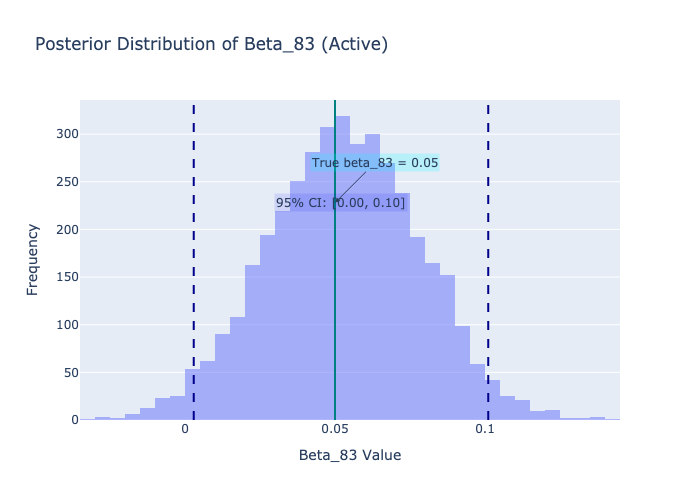 Posterior Distribution of Beta_83 (Active)
300
True beta_83 = 0.05
250
95% CI: [0.00, 0.10]
200
Frequency
150
100
50
0
0
0.05
0.1
Beta_83 Value